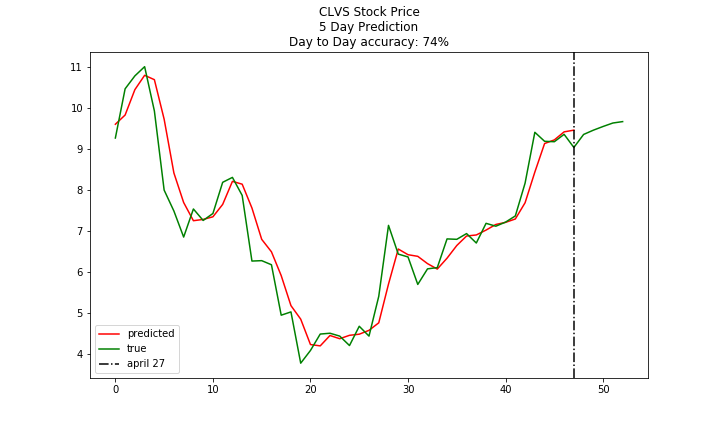 CLVS Stock Price
5 Day Prediction
Day to Day accuracy: 74%
11
10
9
8
7
6
5
4
predicted
true
april 27
0
10
20
30
40
50